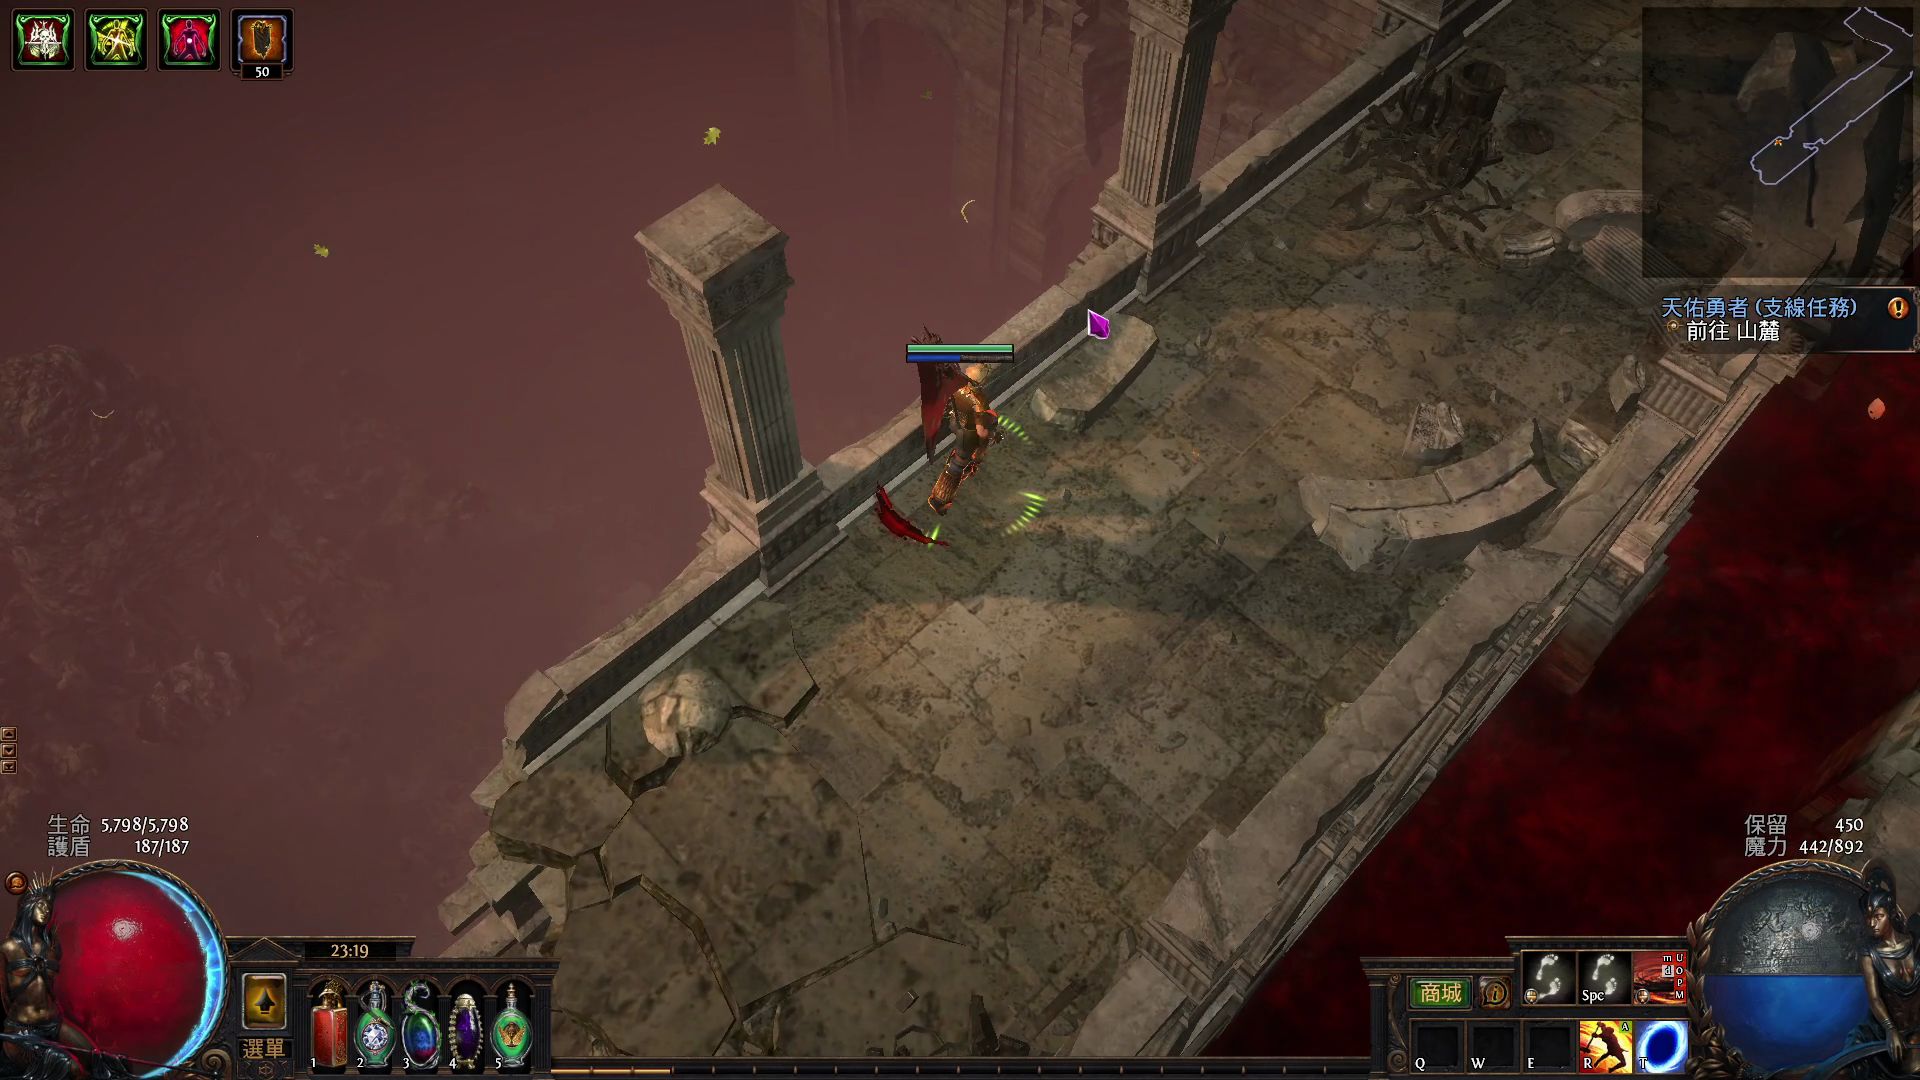 50
天佑勇者 (支線任務)
前往 山麓
生命 5,798/5,798
護盾 187/187
保留 450
魔力 442/892
23:19
選單
1
2
3
4
5
商城
Spc
m U
d O
P
M
Q
W
E
R
A
T